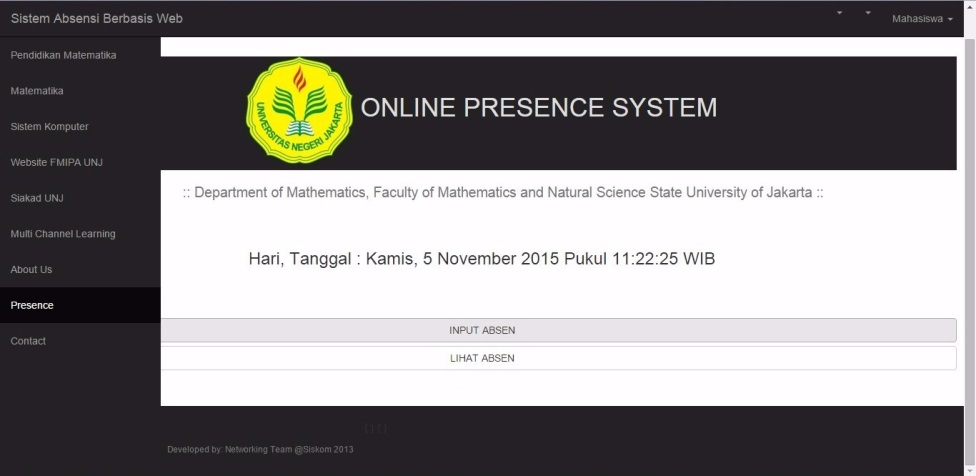 Sistem Absensi Berbasis Web
Mahasiswa
Pendidikan Matematika
Matematika
Sistem Komputer
Website FMIPA UNJ
Siakad UNJ
Multi Channel Learning
About Us
Presence
Contact
UNIVERSITAS NEGERI JAKARTA
ONLINE PRESENCE SYSTEM
:: Department of Mathematics, Faculty of Mathematics and Natural Science State University of Jakarta ::
Hari, Tanggal : Kamis, 5 November 2015 Pukul 11:22:25 WIB
INPUT ABSEN
LIHAT ABSEN
Developed by: Networking Team @Siskom 2013